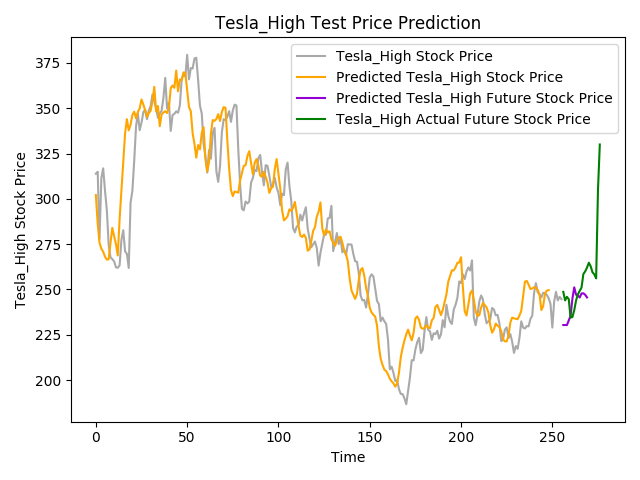 Tesla_High Test Price Prediction
Tesla_High Stock Price
Predicted Tesla_High Stock Price
Predicted Tesla_High Future Stock Price
Tesla_High Actual Future Stock Price
Tesla_High Stock Price
375
350
325
300
275
250
225
200
0 50 100 150 200 250
Time